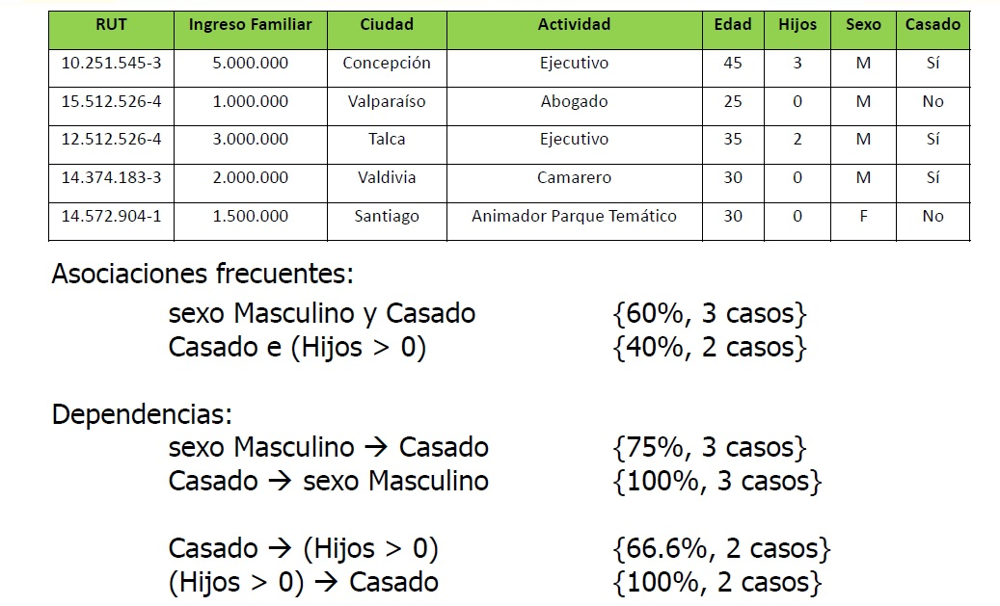 RUT Ingreso Familiar Ciudad Actividad Edad Hijos Sexo Casado
10.251.545-3 5.000.000 Concepción Ejecutivo 45 3 M Sí
15.512.526-4 1.000.000 Valparaíso Abogado 25 0 M No
12.512.526-4 3.000.000 Talca Ejecutivo 35 2 M Sí
14.374.183-3 2.000.000 Valdivia Camarero 30 0 M Sí
14.572.904-1 1.500.000 Santiago Animador Parque Temático 30 0 F No
Asociaciones frecuentes:
sexo Masculino y Casado {60%, 3 casos}
Casado e (Hijos > 0) {40%, 2 casos}
Dependencias:
sexo Masculino → Casado {75%, 3 casos}
Casado → sexo Masculino {100%, 3 casos}
Casado → (Hijos > 0) {66.6%, 2 casos}
(Hijos > 0) → Casado {100%, 2 casos}